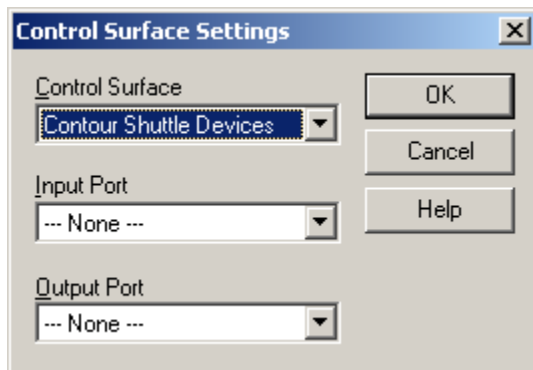 Control Surface Settings
Control Surface
Contour Shuttle Devices
Input Port
--- None ---
Output Port
--- None ---
OK
Cancel
Help